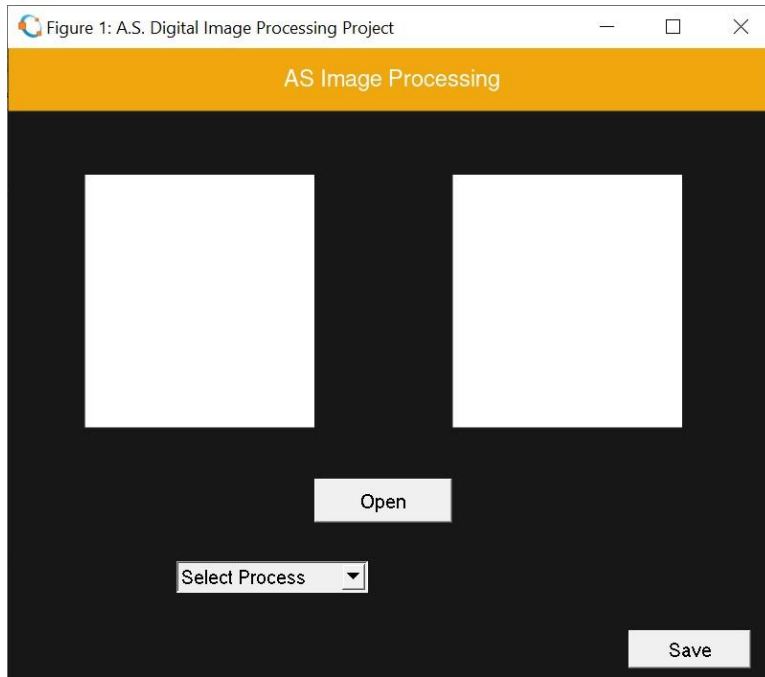 Figure 1: A.S. Digital Image Processing Project
AS Image Processing
Open
Select Process
Save